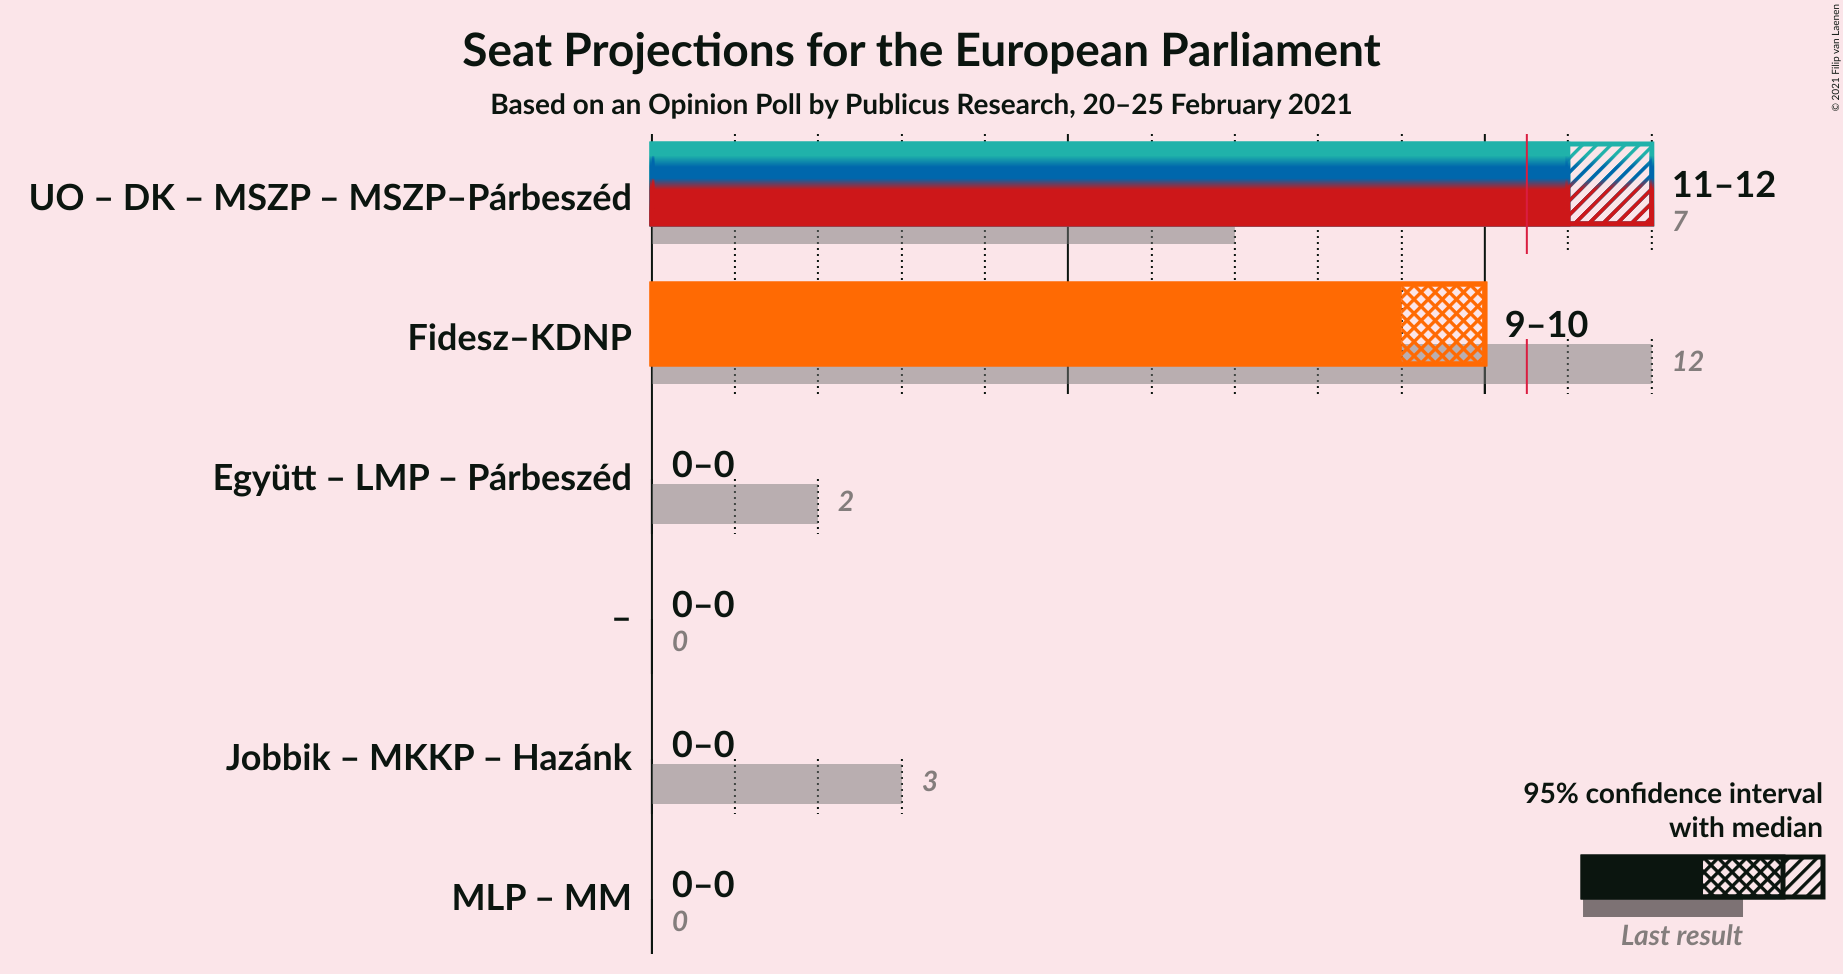 Seat Projections for the European Parliament
Based on an Opinion Poll by Publicus Research, 20–25 February 2021
© 2021 Filip van Laenen
UO – DK – MSZP – MSZP–Párbeszéd
11–12
7
Fidesz–KDNP
9–10
12
Együtt – LMP – Párbeszéd
0–0
2
–
0–0
0
Jobbik – MKKP – Hazánk
0–0
3
MLP – MM
0–0
0
95% confidence interval
with median
Last result